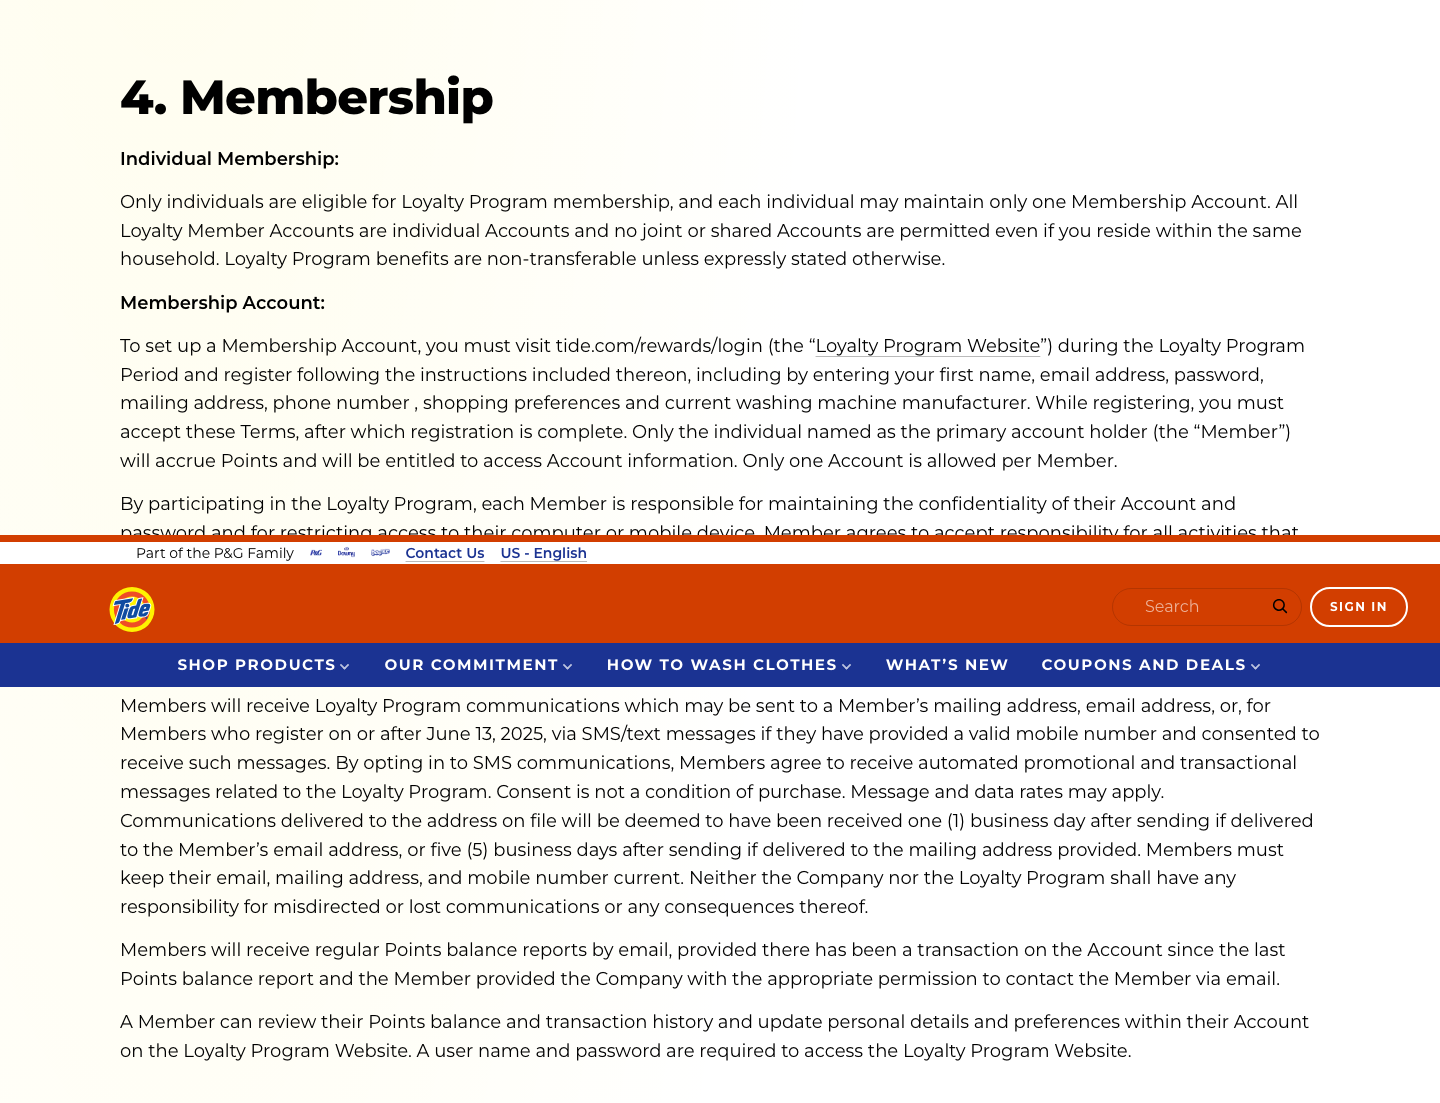 4. Membership
Individual Membership:
Only individuals are eligible for Loyalty Program membership, and each individual may maintain only one Membership Account. All
Loyalty Member Accounts are individual Accounts and no joint or shared Accounts are permitted even if you reside within the same
household. Loyalty Program benefits are non-transferable unless expressly stated otherwise.
Membership Account:
To set up a Membership Account, you must visit tide.com/rewards/login (the “Loyalty Program Website”) during the Loyalty Program
Period and register following the instructions included thereon, including by entering your first name, email address, password,
mailing address, phone number , shopping preferences and current washing machine manufacturer. While registering, you must
accept these Terms, after which registration is complete. Only the individual named as the primary account holder (the “Member”)
will accrue Points and will be entitled to access Account information. Only one Account is allowed per Member.
By participating in the Loyalty Program, each Member is responsible for maintaining the confidentiality of their Account and
password and for restricting access to their computer or mobile device. Member agrees to accept responsibility for all activities that
Part of the P&G Family P&G Downy Contact Us US - English
Tide Search SIGN IN
SHOP PRODUCTS OUR COMMITMENT HOW TO WASH CLOTHES WHAT’S NEW COUPONS AND DEALS
Members will receive Loyalty Program communications which may be sent to a Member’s mailing address, email address, or, for
Members who register on or after June 13, 2025, via SMS/text messages if they have provided a valid mobile number and consented to
receive such messages. By opting in to SMS communications, Members agree to receive automated promotional and transactional
messages related to the Loyalty Program. Consent is not a condition of purchase. Message and data rates may apply.
Communications delivered to the address on file will be deemed to have been received one (1) business day after sending if delivered
to the Member’s email address, or five (5) business days after sending if delivered to the mailing address provided. Members must
keep their email, mailing address, and mobile number current. Neither the Company nor the Loyalty Program shall have any
responsibility for misdirected or lost communications or any consequences thereof.
Members will receive regular Points balance reports by email, provided there has been a transaction on the Account since the last
Points balance report and the Member provided the Company with the appropriate permission to contact the Member via email.
A Member can review their Points balance and transaction history and update personal details and preferences within their Account
on the Loyalty Program Website. A user name and password are required to access the Loyalty Program Website.